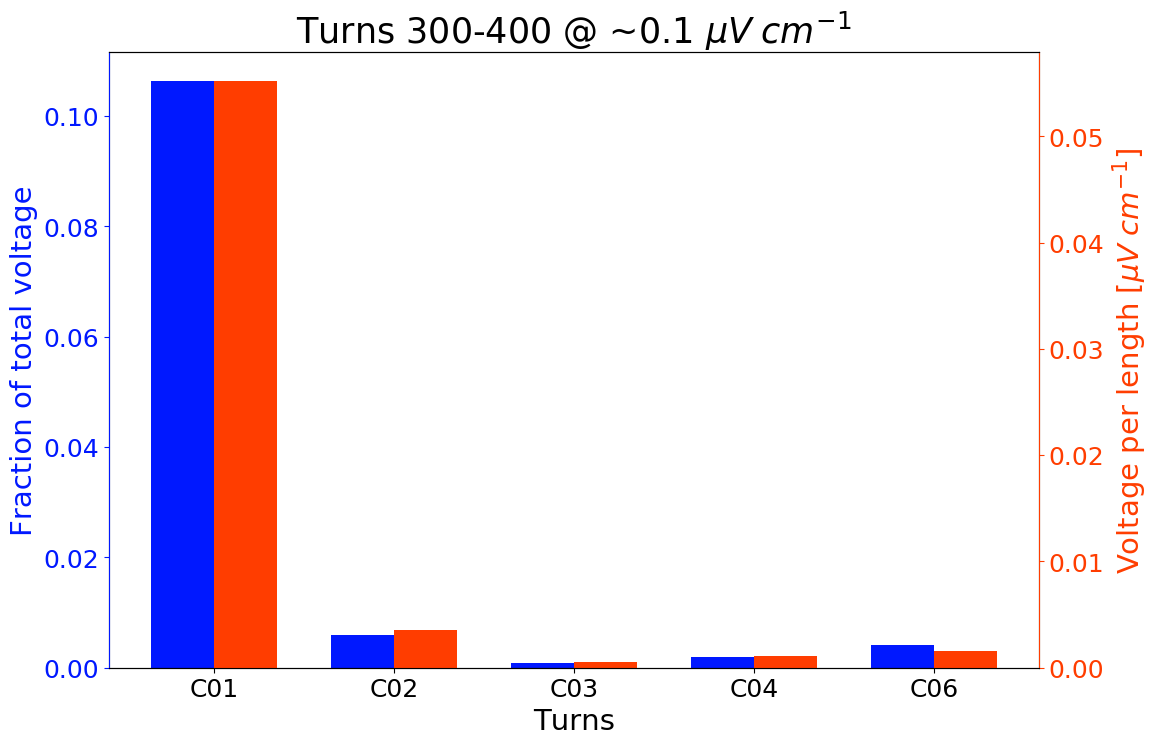 Turns 300-400 @ ~0.1 μV cm⁻¹
Fraction of total voltage
0.10
0.08
0.06
0.04
0.02
0.00
0.05
0.04
0.03
0.02
0.01
0.00
Voltage per length [μV cm⁻¹]
C01 C02 C03 C04 C06
Turns